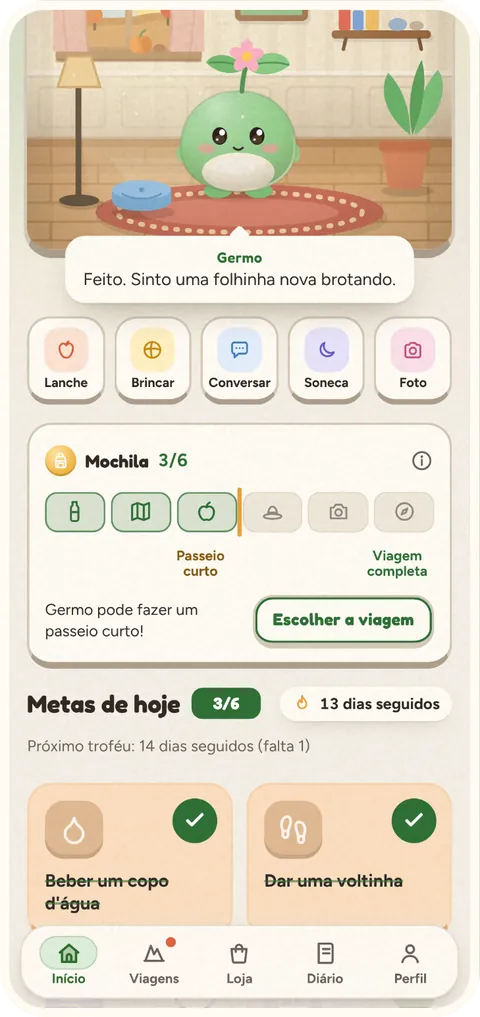 Germo
Feito. Sinto uma folhinha nova brotando.
Lanche
Brincar
Conversar
Soneca
Foto
Mochila 3/6
Passeio
curto
Viagem
completa
Germo pode fazer um
passeio curto!
Escolher a viagem
Metas de hoje 3/6 13 dias seguidos
Próximo troféu: 14 dias seguidos (falta 1)
Beber um copo
d'água
Dar uma voltinha
Início
Viagens
Loja
Diário
Perfil